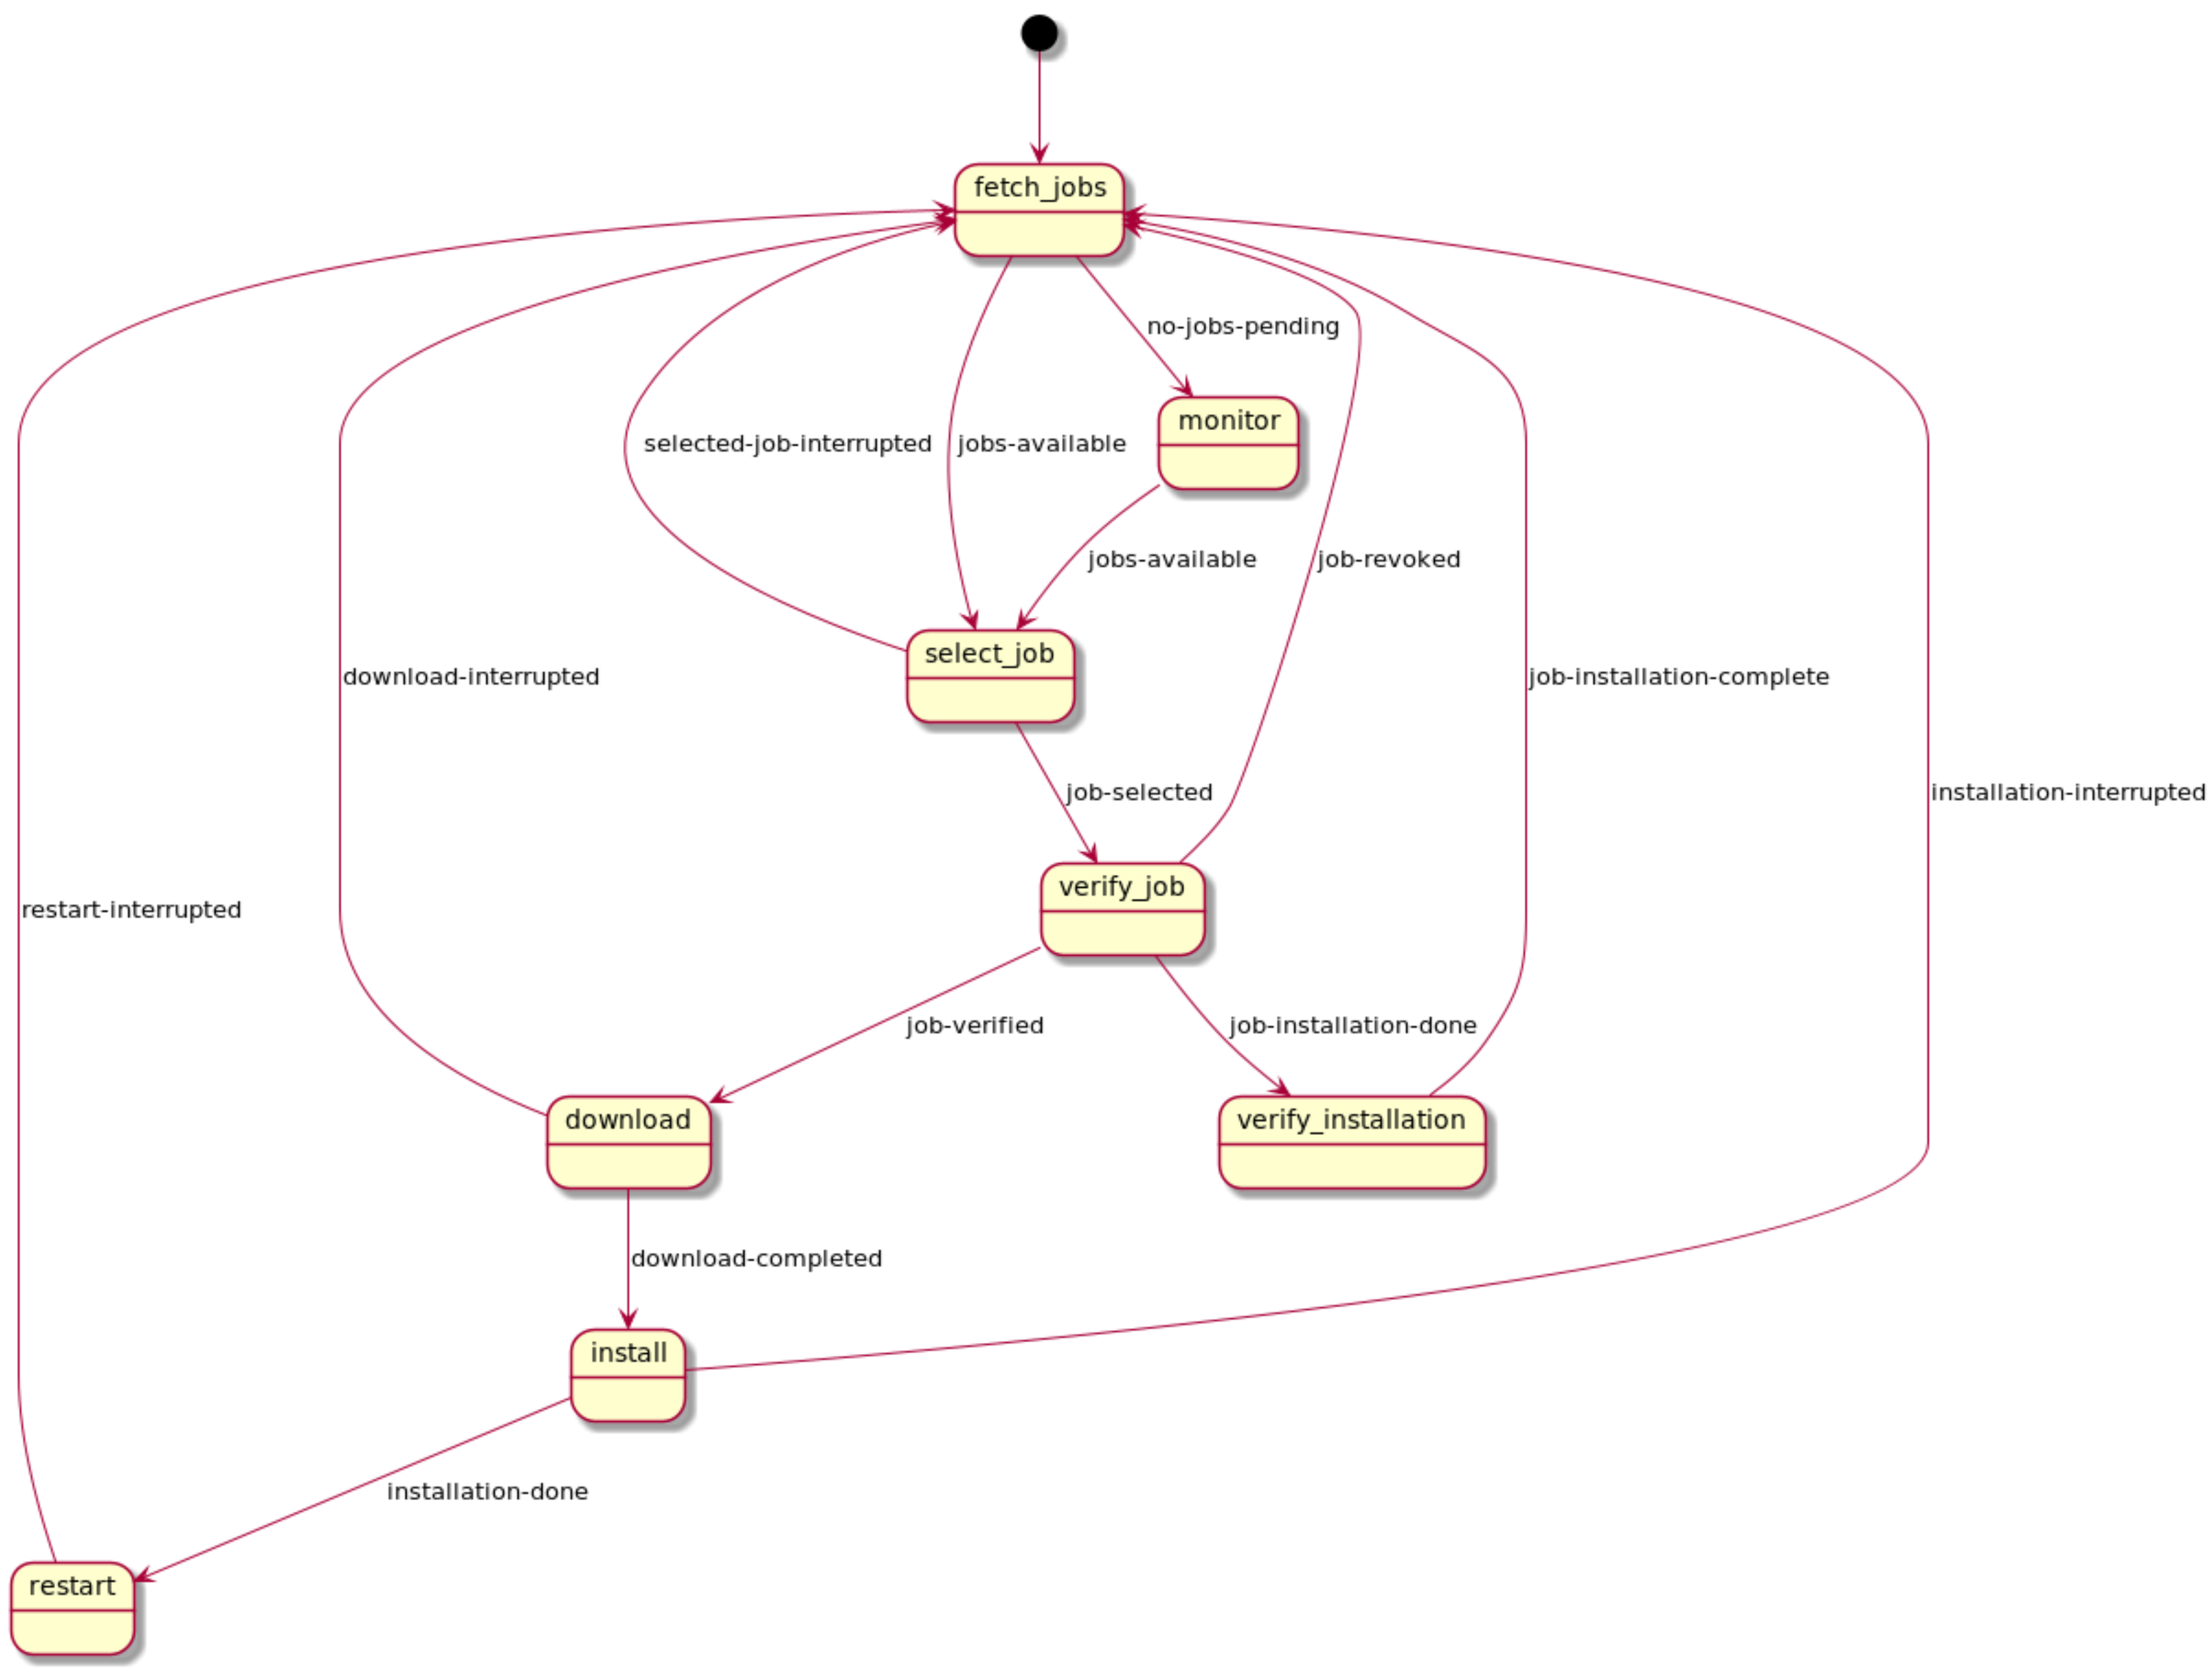 fetch_jobs
no-jobs-pending
monitor
selected-job-interrupted
jobs-available
jobs-available
job-revoked
select_job
download-interrupted
job-installation-complete
job-selected
installation-interrupted
verify_job
restart-interrupted
job-verified
job-installation-done
download
verify_installation
download-completed
install
installation-done
restart